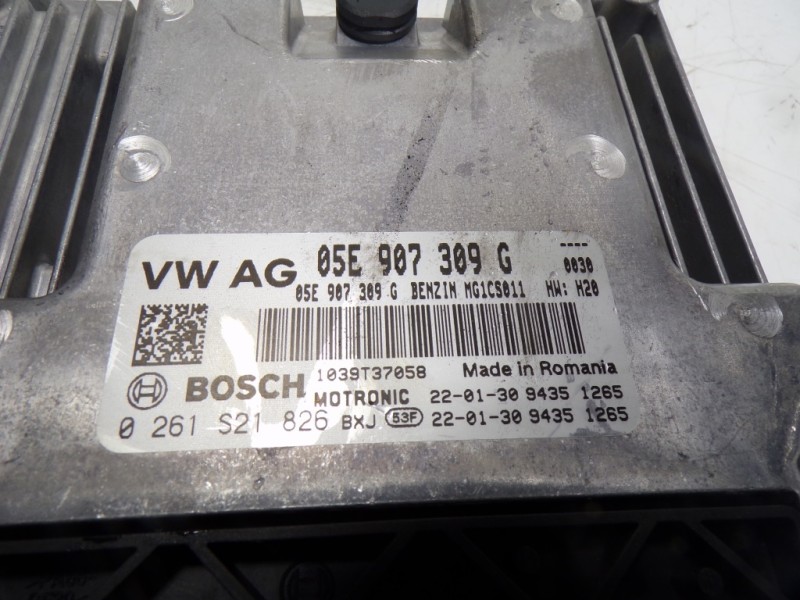 VW AG 05E 907 309 G ----
0030
05E 907 309 G BENZIN MG1CS011 HW: H20
BOSCH 1039T37058 Made in Romania
MOTRONIC 22-01-30 9435 1265
0 261 S21 826 BXJ 53F 22-01-30 9435 1265